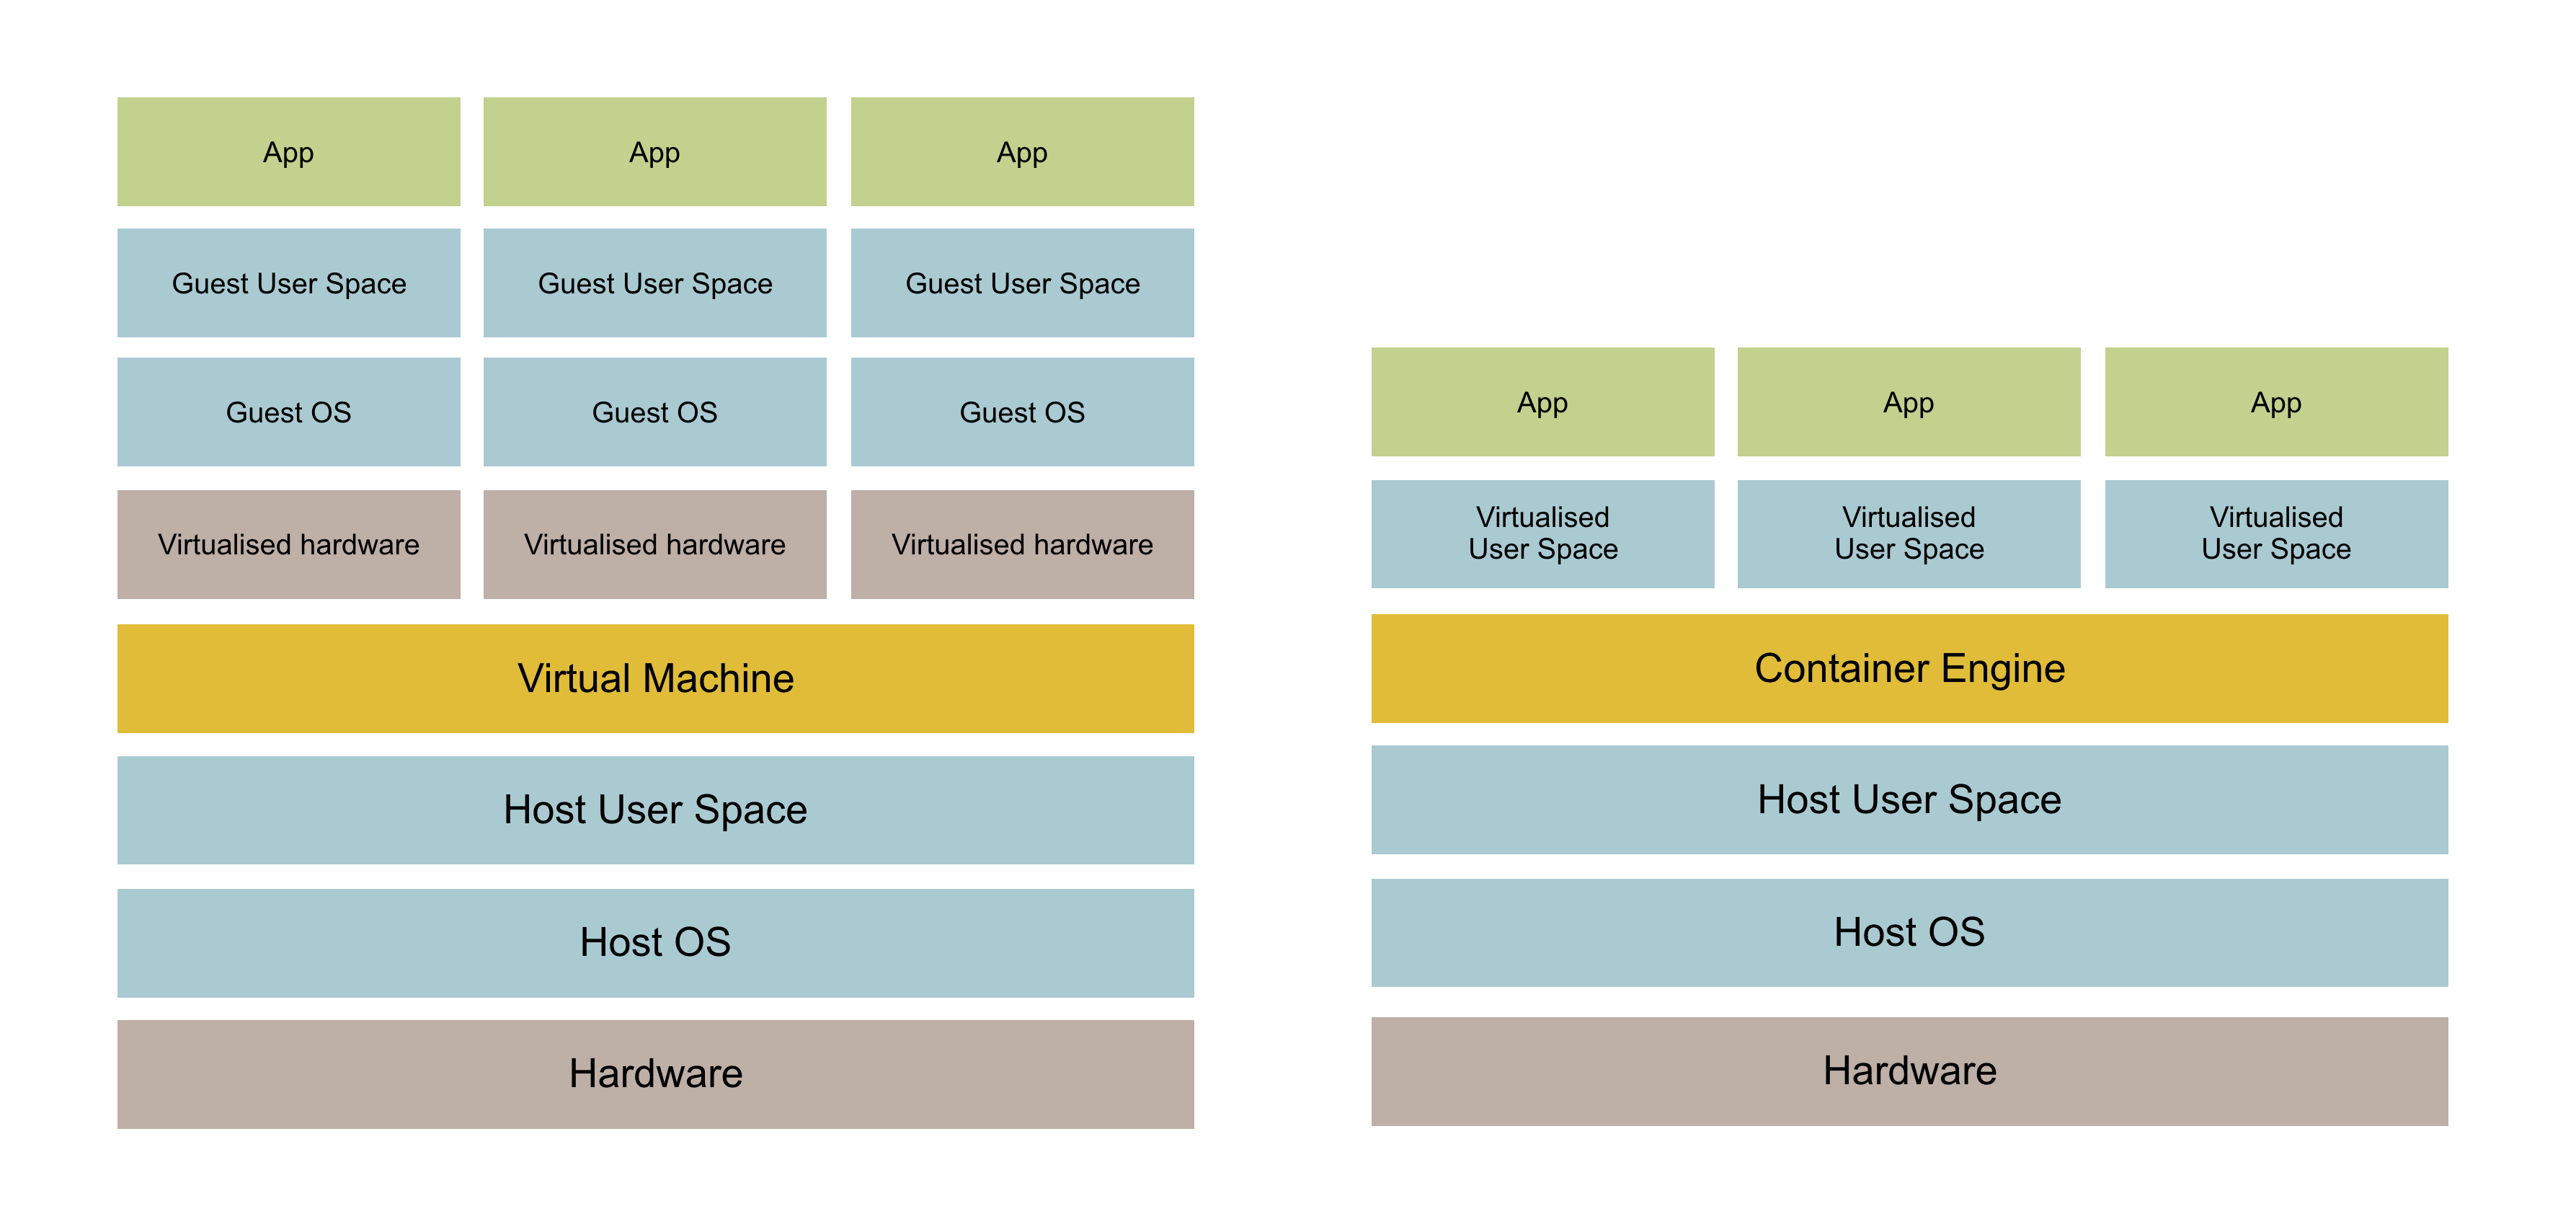 App
App
App
Guest User Space
Guest User Space
Guest User Space
Guest OS
Guest OS
Guest OS
Virtualised hardware
Virtualised hardware
Virtualised hardware
Virtual Machine
Host User Space
Host OS
Hardware
App
App
App
Virtualised
User Space
Virtualised
User Space
Virtualised
User Space
Container Engine
Host User Space
Host OS
Hardware